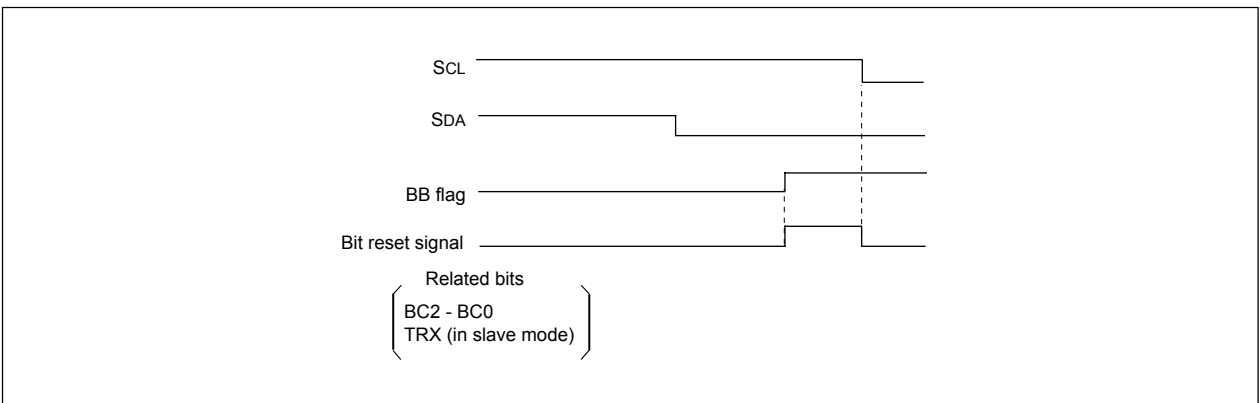 SCL
SDA
BB flag
Bit reset signal
Related bits
BC2 - BC0
TRX (in slave mode)